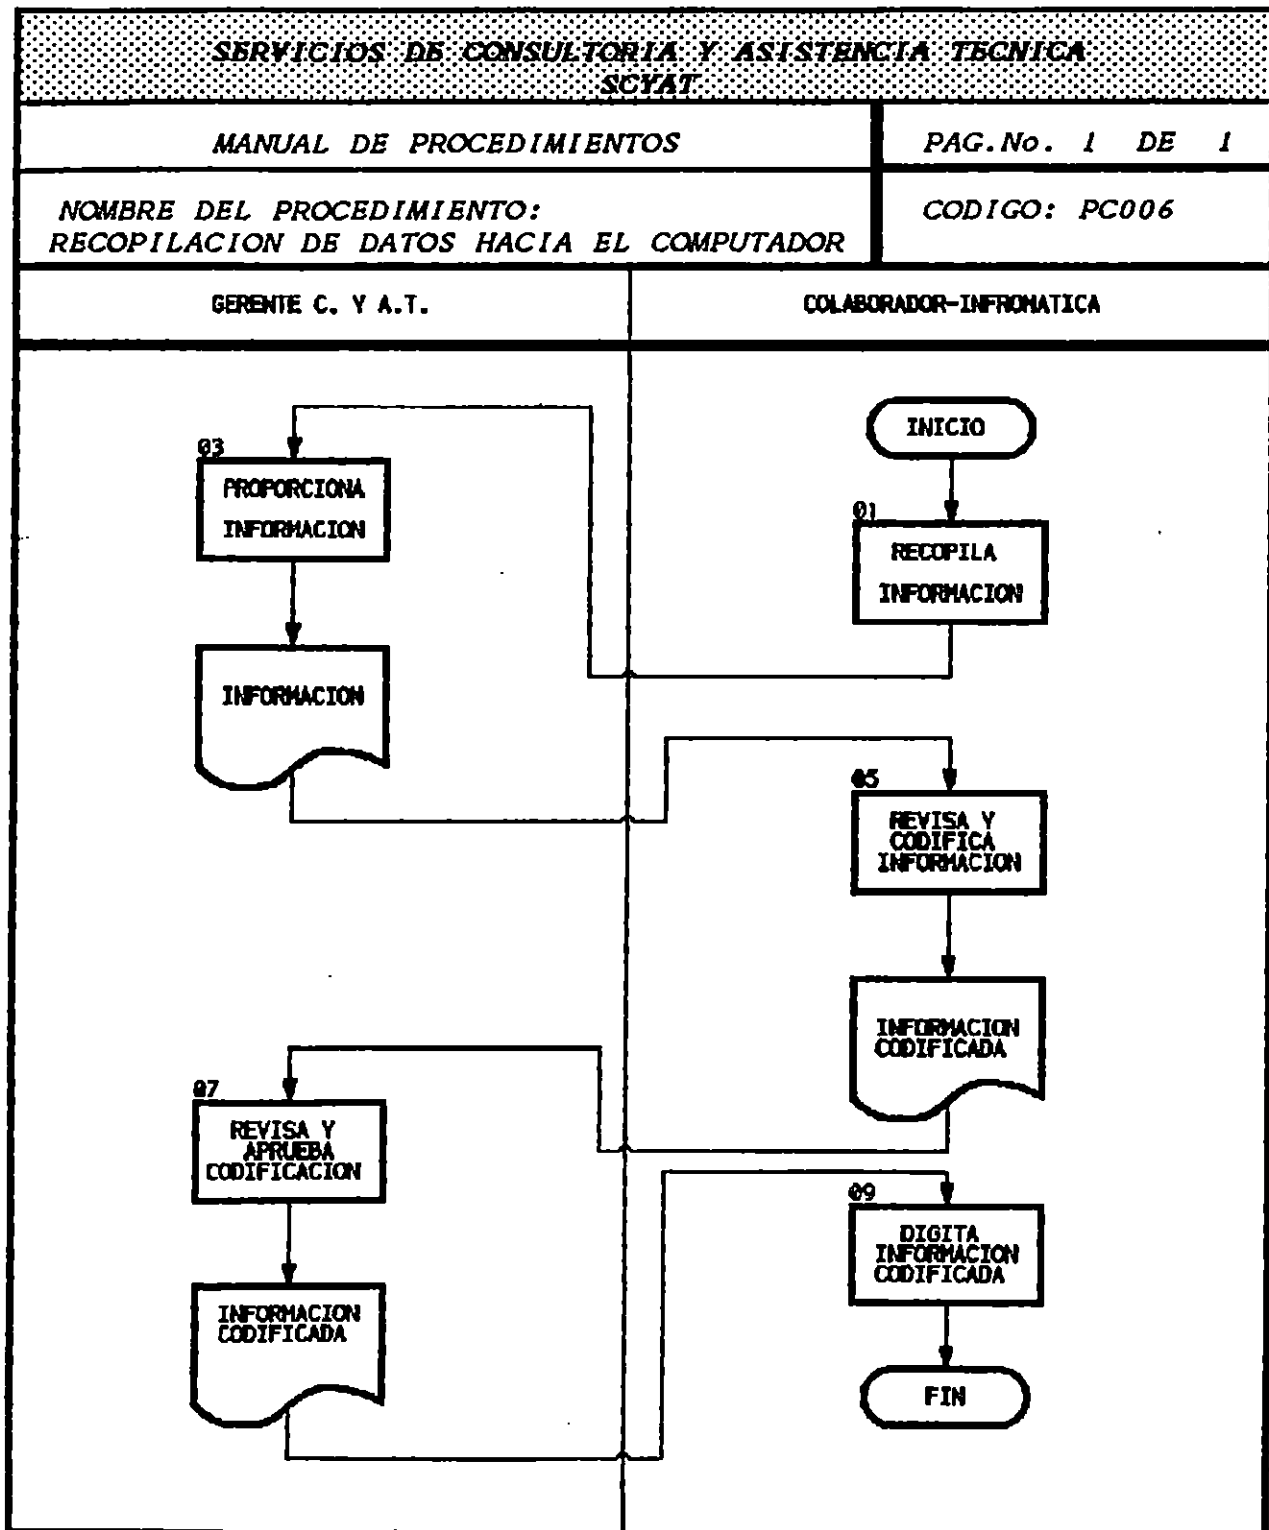 SERVICIOS DE CONSULTORIA Y ASISTENCIA TECNICA
SCYAT
MANUAL DE PROCEDIMIENTOS
PAG.No. 1 DE 1
NOMBRE DEL PROCEDIMIENTO:
RECOPILACION DE DATOS HACIA EL COMPUTADOR
CODIGO: PC006
GERENTE C. Y A.T.
COLABORADOR-INFROMATICA
INICIO
01
RECOPILA
INFORMACION
03
PROPORCIONA
INFORMACION
INFORMACION
05
REVISA Y
CODIFICA
INFORMACION
INFORMACION
CODIFICADA
07
REVISA Y
APRUEBA
CODIFICACION
INFORMACION
CODIFICADA
09
DIGITA
INFORMACION
CODIFICADA
FIN